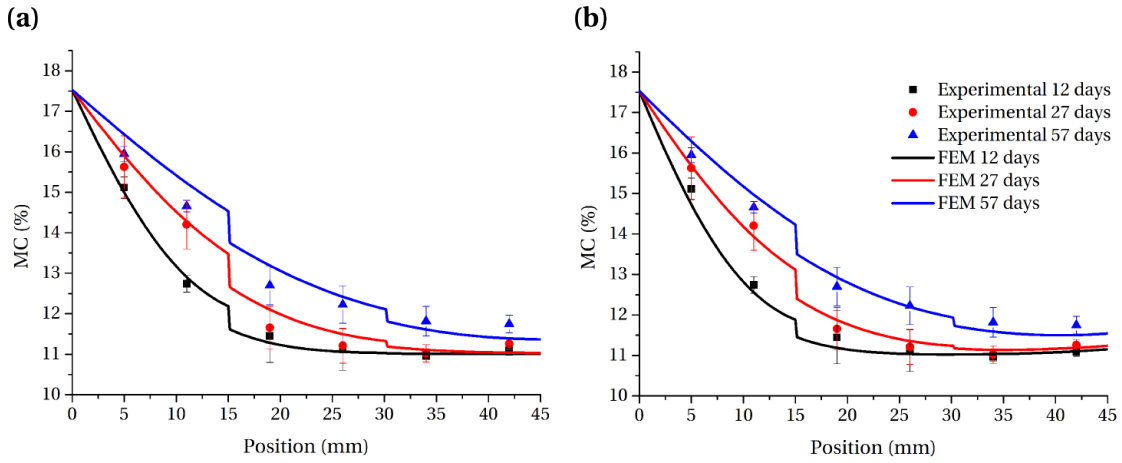 (a)
18
17
16
15
14
13
12
11
10
MC (%)
0 5 10 15 20 25 30 35 40 45
Position (mm)
(b)
18
17
16
15
14
13
12
11
10
MC (%)
0 5 10 15 20 25 30 35 40 45
Position (mm)
Experimental 12 days
Experimental 27 days
Experimental 57 days
FEM 12 days
FEM 27 days
FEM 57 days